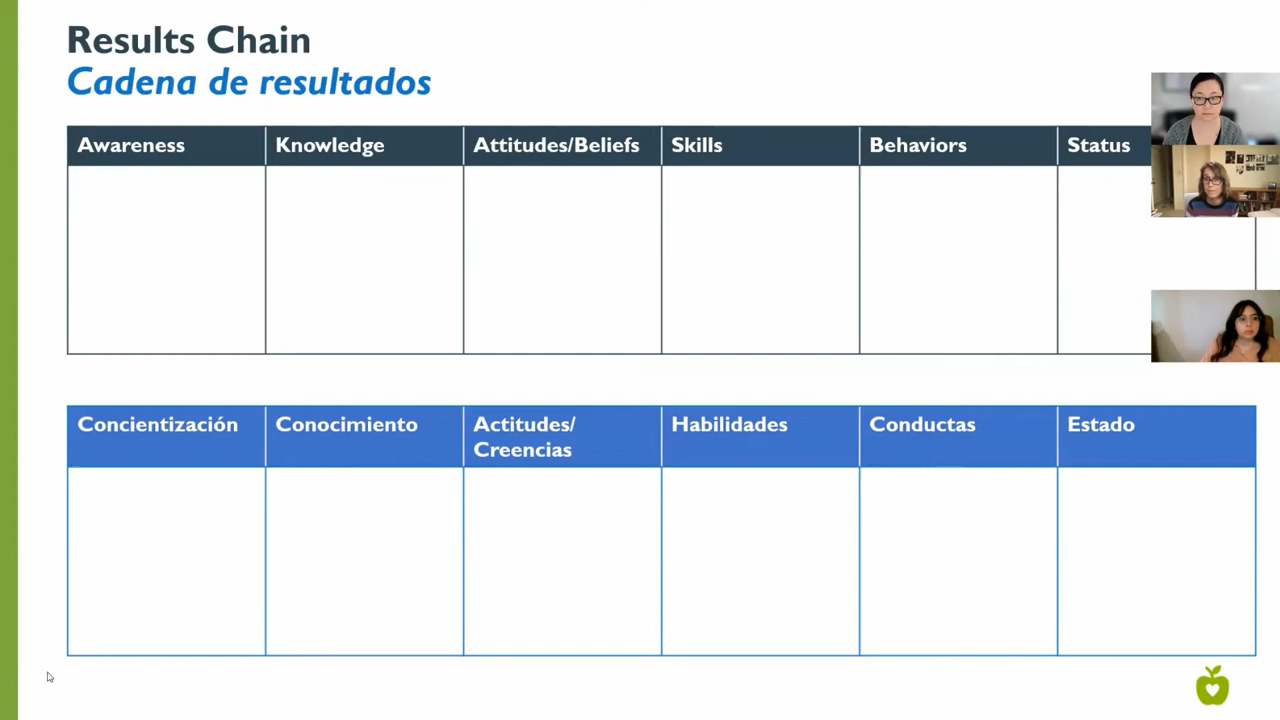 Results Chain
Cadena de resultados
Awareness
Knowledge
Attitudes/Beliefs
Skills
Behaviors
Status
Concientización
Conocimiento
Actitudes/
Creencias
Habilidades
Conductas
Estado